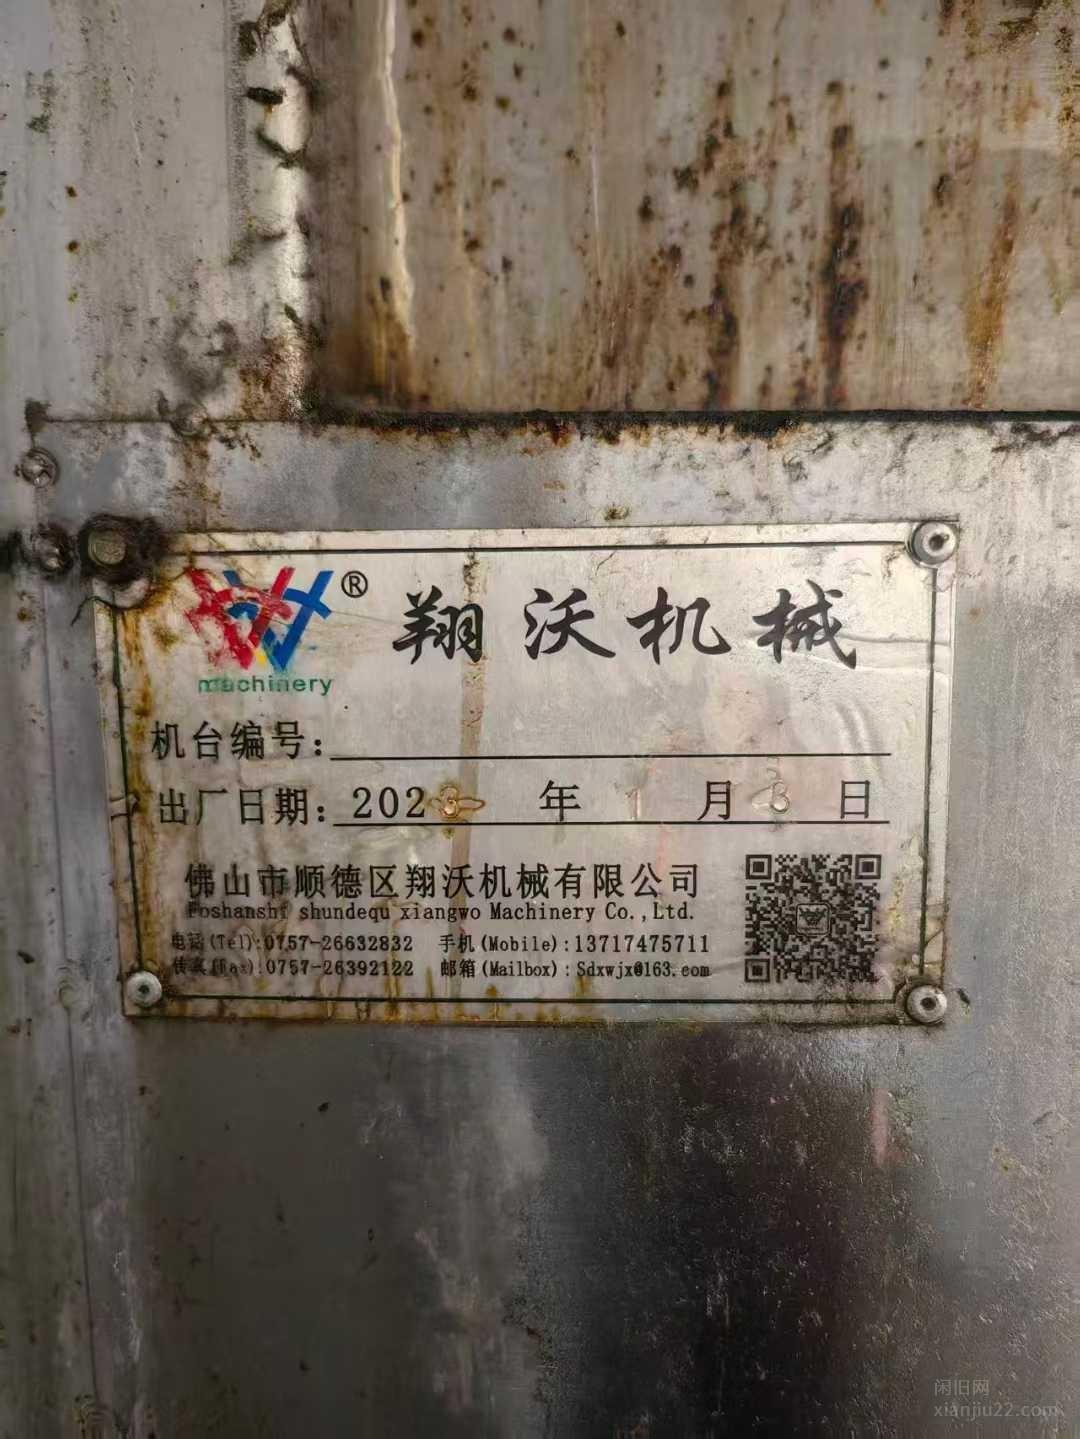 ® 翔沃机械
machinery
机台编号：
出厂日期：2023 年 1 月 3 日
佛山市顺德区翔沃机械有限公司
Foshanshi shundequ xiangwo Machinery Co.,Ltd.
电话(Tel):0757-26632832 手机(Mobile):13717475711
传真(Fax):0757-26392122 邮箱(Mailbox):Sdxwjx@163.com
闲旧网
xianjiu22.com